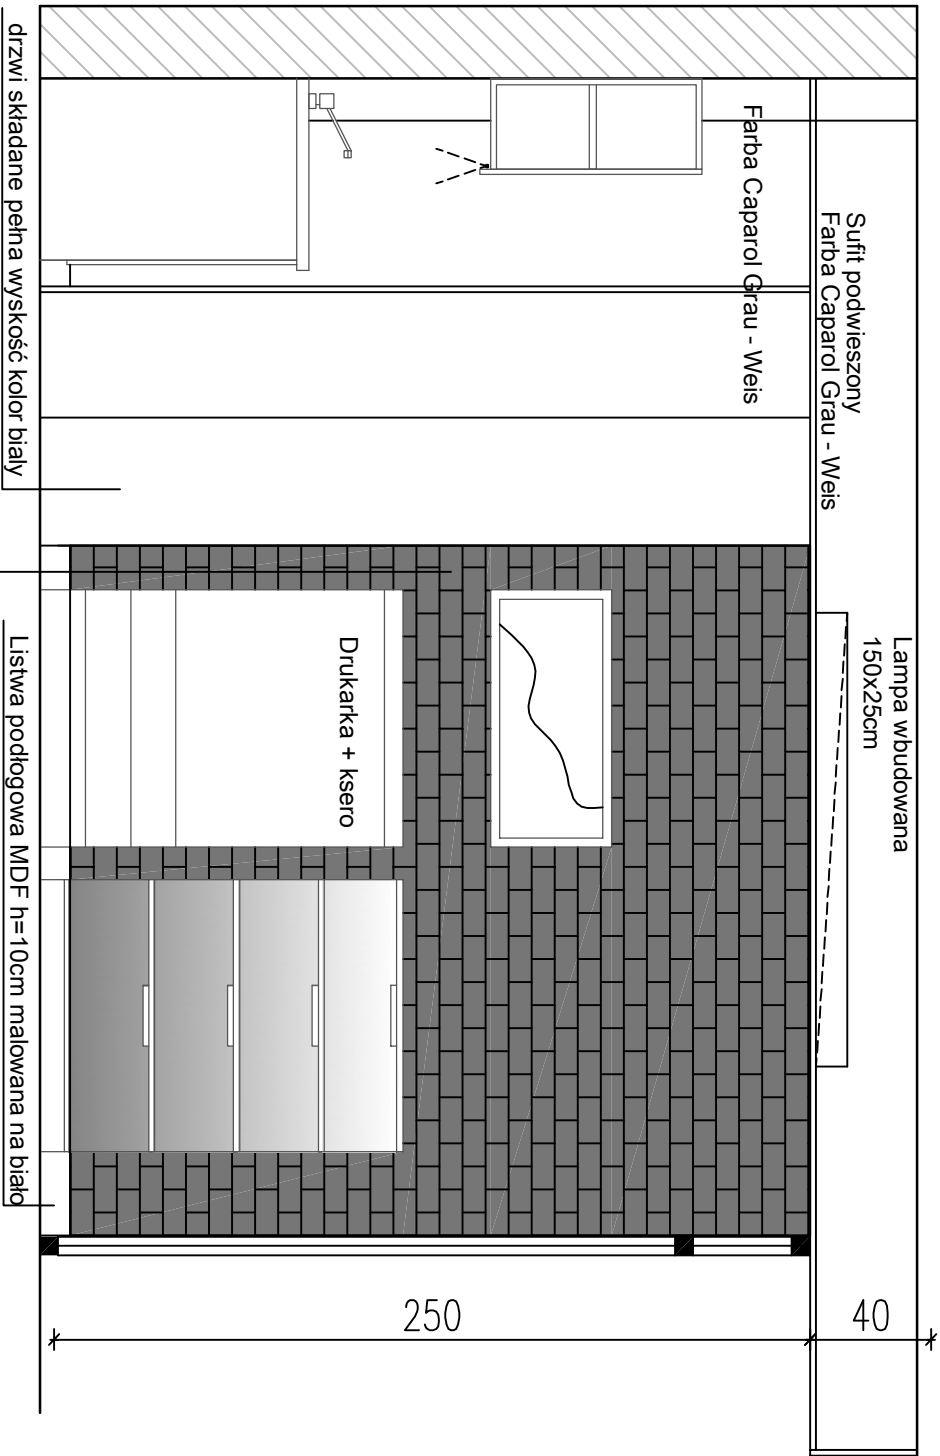 Lampa wbudowana
150x25cm
Sufit podwieszony
Farba Caparol Grau - Weis
Farba Caparol Grau - Weis
Drukarka + ksero
40
250
drzwi składane pełna wyskość kolor bialy
Listwa podłogowa MDF h=10cm malowana na biało